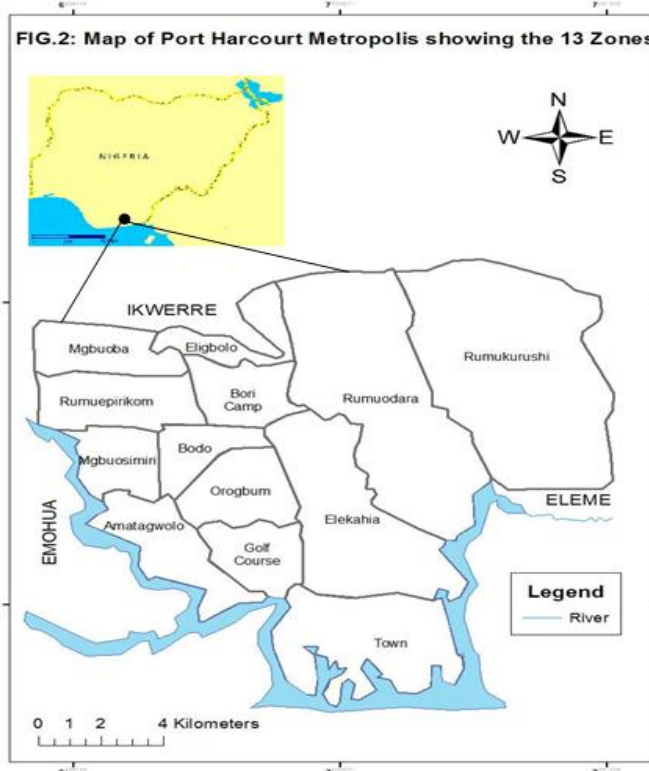 FIG.2: Map of Port Harcourt Metropolis showing the 13 Zones
NIGERIA
N
W
E
S
IKWERRE
Mgbuoba
Eligbolo
Rumukurushi
Rumuepirikom
Bori
Camp
Rumuodara
Mgbuosimiri
Bodo
Orogbum
ELEME
EMOHUA
Amatagwolo
Elekahia
Golf
Course
Legend
River
Town
0 1 2 4 Kilometers